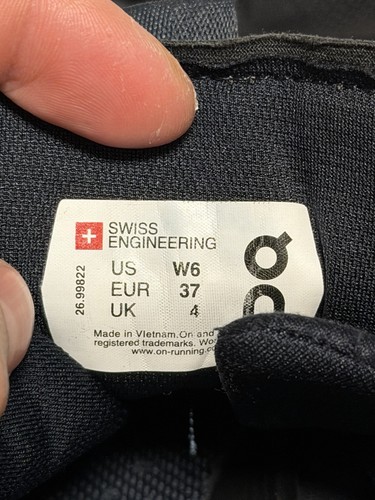 SWISS
ENGINEERING
US W6
EUR 37
UK 4
26.99822
Made in Vietnam.On and
registered trademarks.
www.on-running